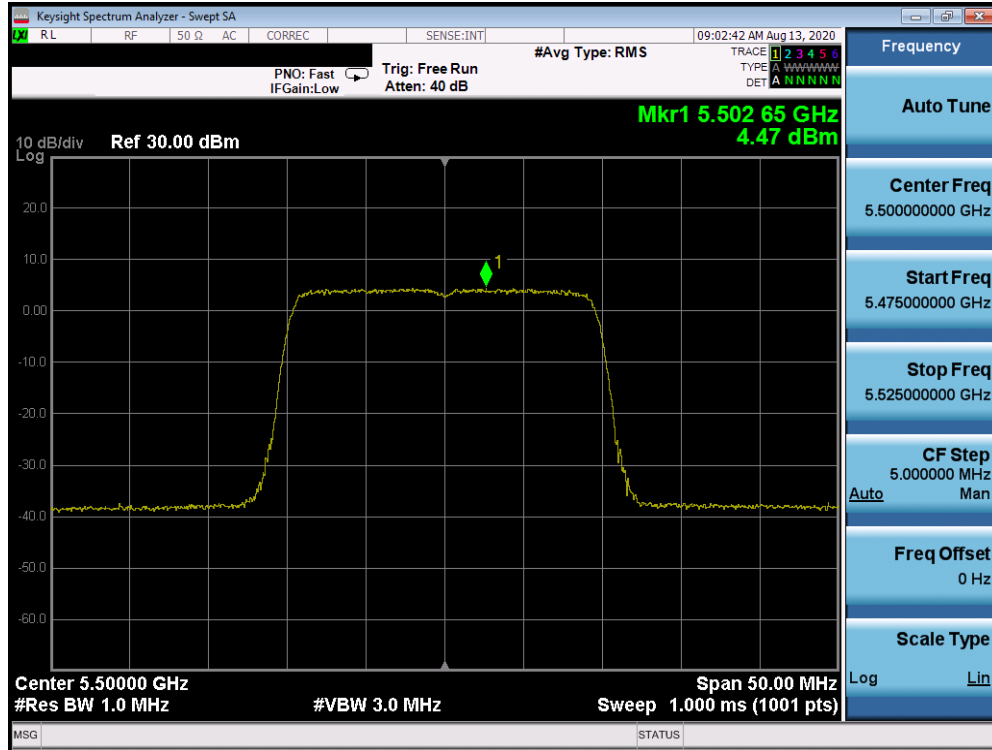 Keysight Spectrum Analyzer - Swept SA
LXI RL RF 50 Ω AC CORREC SENSE:INT 09:02:42 AM Aug 13, 2020
#Avg Type: RMS
TRACE 1 2 3 4 5 6
PNO: Fast Trig: Free Run
TYPE A WWWWW
IFGain:Low Atten: 40 dB
DET A N N N N N
Mkr1 5.502 65 GHz
4.47 dBm
10 dB/div Ref 30.00 dBm
Log
20.0
10.0
1
0.00
-10.0
-20.0
-30.0
-40.0
-50.0
-60.0
Center 5.50000 GHz Span 50.00 MHz
#Res BW 1.0 MHz #VBW 3.0 MHz Sweep 1.000 ms (1001 pts)
MSG STATUS
Frequency
Auto Tune
Center Freq
5.500000000 GHz
Start Freq
5.475000000 GHz
Stop Freq
5.525000000 GHz
CF Step
5.000000 MHz
Auto Man
Freq Offset
0 Hz
Scale Type
Log Lin